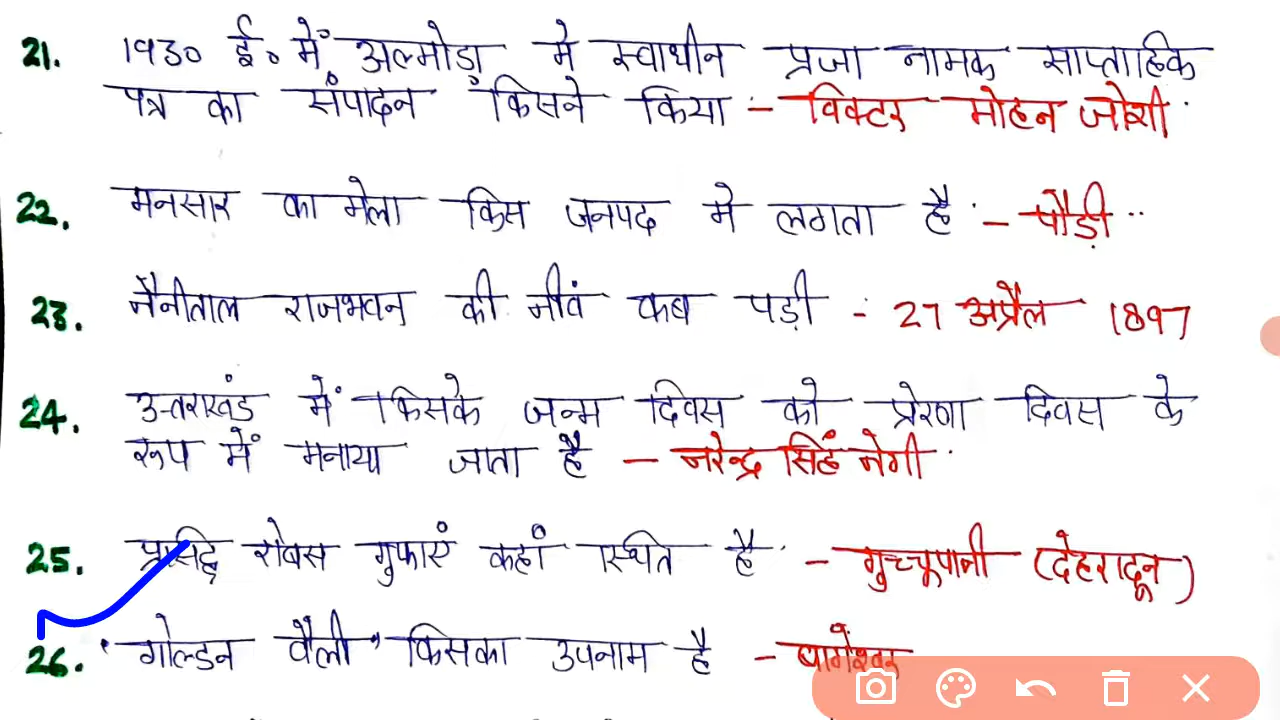 21. 1930 ई० में अल्मोड़ा मे स्वाधीन प्रजा नामक साप्ताहिक
पत्र का संपादन किसने किया - विक्टर मोहन जोशी
22. मनसार का मेला किस जनपद मे लगता है - पौड़ी
23. नैनीताल राजभवन की नीवं कब पड़ी - 27 अप्रैल 1897
24. उत्तराखंड में किसके जन्म दिवस को प्रेरणा दिवस के
रूप में मनाया जाता है - नरेन्द्र सिहं नेगी
25. प्रसिद्दि रोबस गुफाएं कहां स्थित है - गुच्चूपानी (देहरादून)
26. "गोल्डन वैली" किसका उपनाम है - बागेश्वर